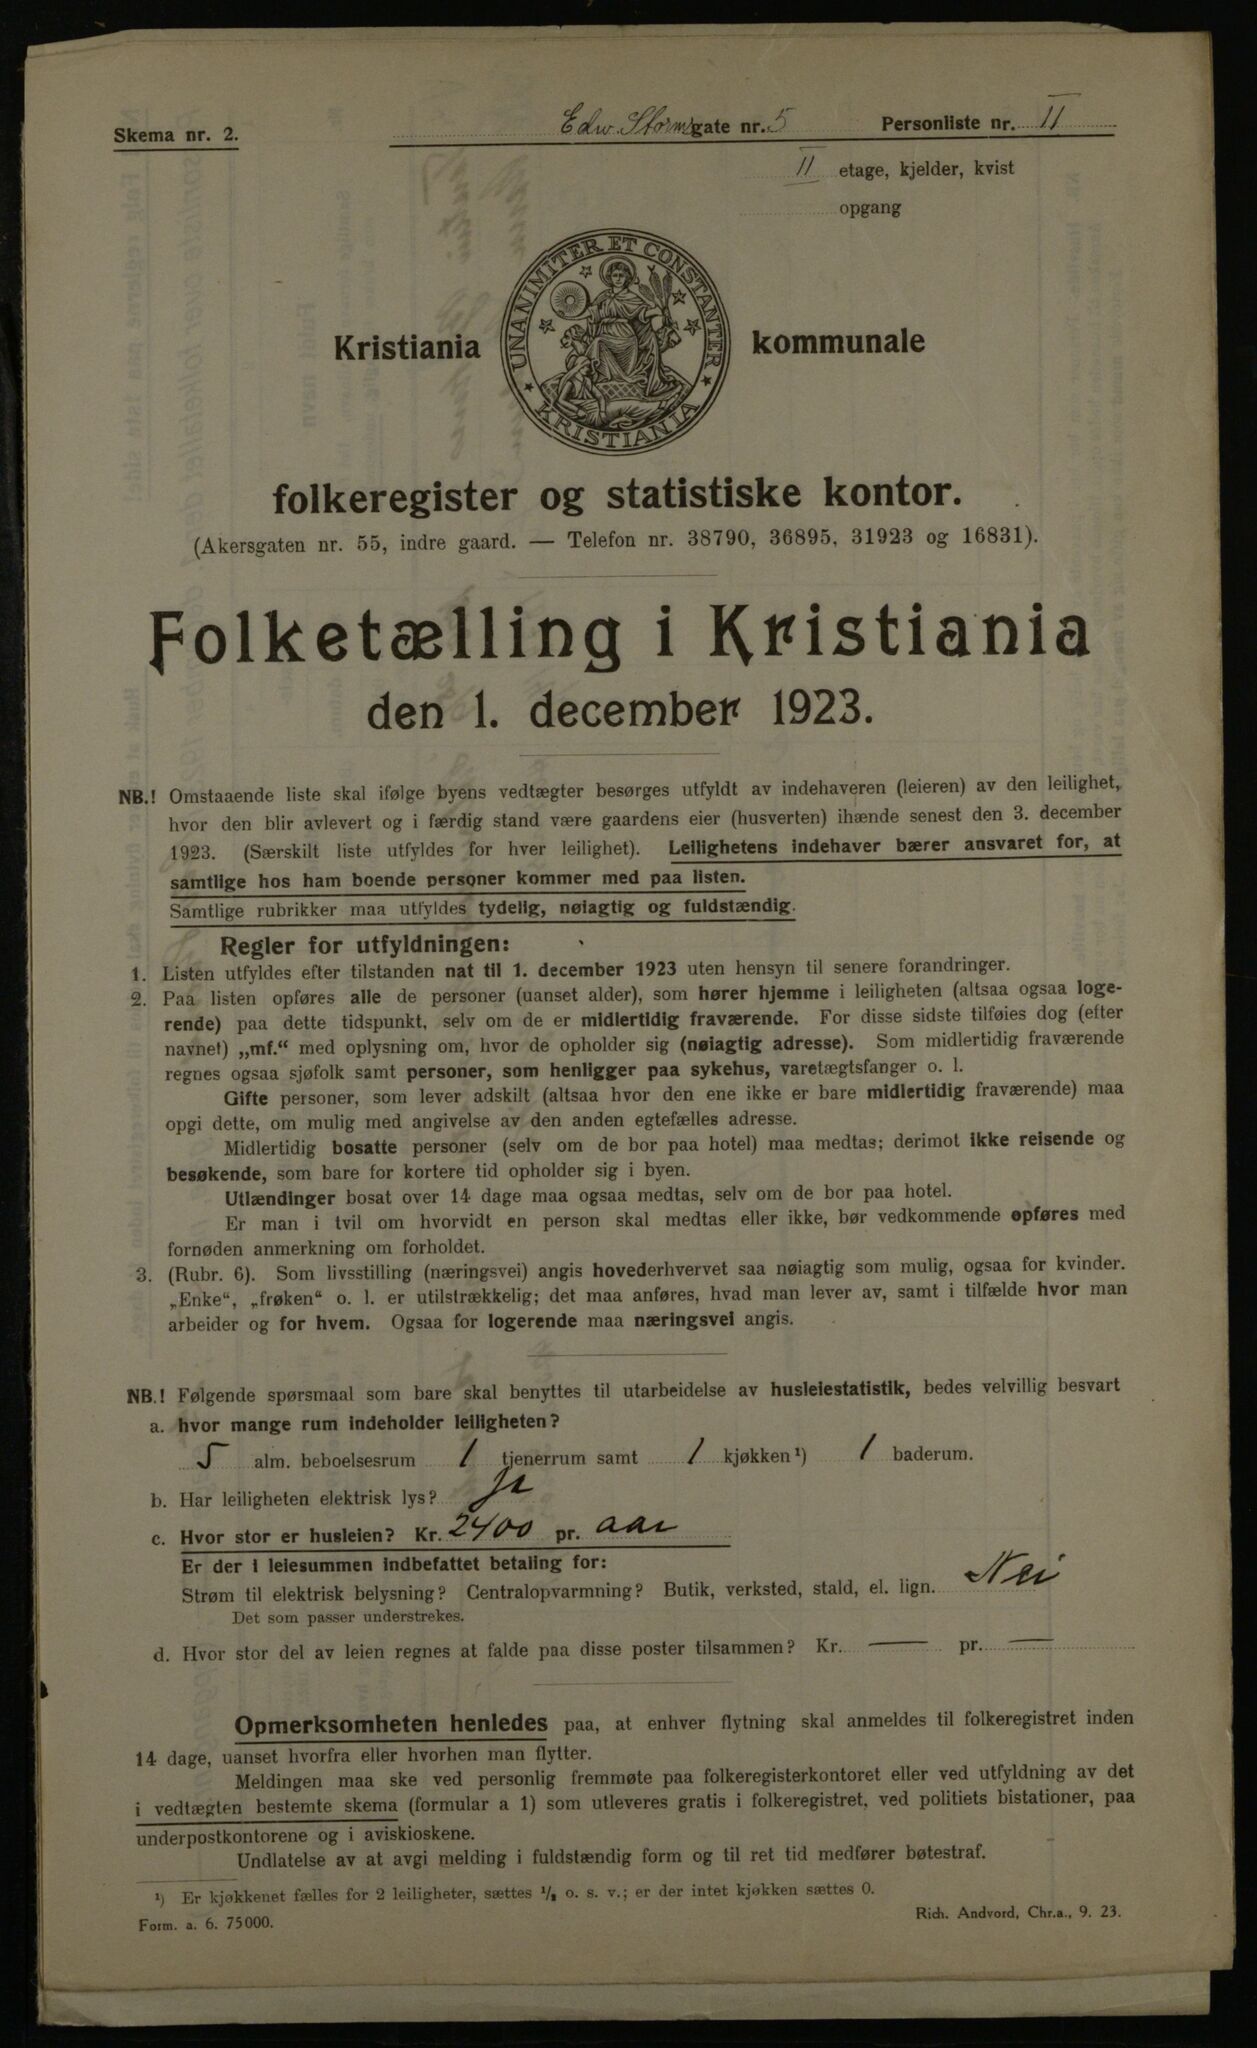 Skema nr. 2.
Edw. Stormsgate nr. 5 Personliste nr. II
II etage, kjelder, kvist
opgang
UNANIMITER ET CONSTANTER
KRISTIANIA
Kristiania kommunale
folkeregister og statistiske kontor.
(Akersgaten nr. 55, indre gaard. — Telefon nr. 38790, 36895, 31923 og 16831).
Folketælling i Kristiania
den 1. december 1923.
NB.! Omstaaende liste skal ifølge byens vedtægter besørges utfyldt av indehaveren (leieren) av den leilighet,
hvor den blir avlevert og i færdig stand være gaardens eier (husverten) ihænde senest den 3. december
1923. (Særskilt liste utfyldes for hver leilighet). Leilighetens indehaver bærer ansvaret for, at
samtlige hos ham boende personer kommer med paa listen.
Samtlige rubrikker maa utfyldes tydelig, nøiagtig og fuldstændig.
Regler for utfyldningen:
1. Listen utfyldes efter tilstanden nat til 1. december 1923 uten hensyn til senere forandringer.
2. Paa listen opføres alle de personer (uanset alder), som hører hjemme i leiligheten (altsaa ogsaa loge-
rende) paa dette tidspunkt, selv om de er midlertidig fraværende. For disse sidste tilføies dog (efter
navnet) „mf.“ med oplysning om, hvor de opholder sig (nøiagtig adresse). Som midlertidig fraværende
regnes ogsaa sjøfolk samt personer, som henligger paa sykehus, varetægtsfanger o. l.
Gifte personer, som lever adskilt (altsaa hvor den ene ikke er bare midlertidig fraværende) maa
opgi dette, om mulig med angivelse av den anden egtefælles adresse.
Midlertidig bosatte personer (selv om de bor paa hotel) maa medtas; derimot ikke reisende og
besøkende, som bare for kortere tid opholder sig i byen.
Utlændinger bosat over 14 dage maa ogsaa medtas, selv om de bor paa hotel.
Er man i tvil om hvorvidt en person skal medtas eller ikke, bør vedkommende opføres med
fornøden anmerkning om forholdet.
3. (Rubr. 6). Som livsstilling (næringsvei) angis hovederhvervet saa nøiagtig som mulig, ogsaa for kvinder.
„Enke“, „frøken“ o. l. er utilstrækkelig; det maa anføres, hvad man lever av, samt i tilfælde hvor man
arbeider og for hvem. Ogsaa for logerende maa næringsvei angis.
NB.! Følgende spørsmaal som bare skal benyttes til utarbeidelse av husleiestatistik, bedes velvillig besvart
a. hvor mange rum indeholder leiligheten?
5 alm. beboelsesrum 1 tjenerrum samt 1 kjøkken ¹) 1 baderum.
b. Har leiligheten elektrisk lys? Ja
c. Hvor stor er husleien? Kr. 2400 pr. aar
Er der i leiesummen indbefattet betaling for:
Strøm til elektrisk belysning? Centralopvarmning? Butik, verksted, stald, el. lign. Nei
Det som passer understrekes.
d. Hvor stor del av leien regnes at falde paa disse poster tilsammen? Kr. — pr. —
Opmerksomheten henledes paa, at enhver flytning skal anmeldes til folkeregistret inden
14 dage, uanset hvorfra eller hvorhen man flytter.
Meldingen maa ske ved personlig fremmøte paa folkeregisterkontoret eller ved utfyldning av det
i vedtægten bestemte skema (formular a 1) som utleveres gratis i folkeregistret, ved politiets bistationer, paa
underpostkontorene og i aviskioskene.
Undlatelse av at avgi melding i fuldstændig form og til ret tid medfører bøtestraf.
¹) Er kjøkkenet fælles for 2 leiligheter, sættes ½ o. s. v.; er der intet kjøkken sættes 0.
Form. a. 6. 75000.
Rich. Andvord, Chr.a., 9. 23.